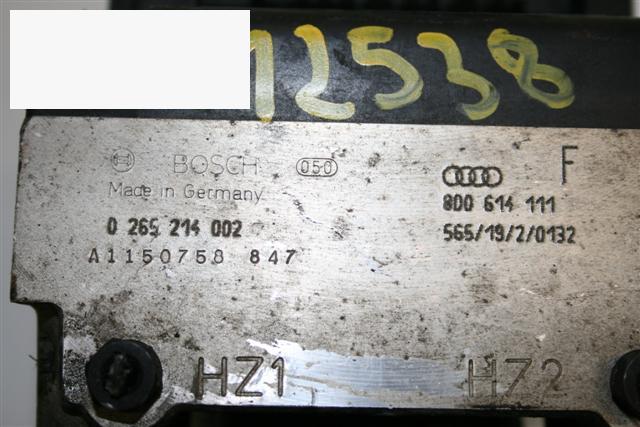 12538
BOSCH 050
Made in Germany
0 265 214 002
A1150758 847
F
8D0 614 111
565/19/2/0132
HZ1 HZ2